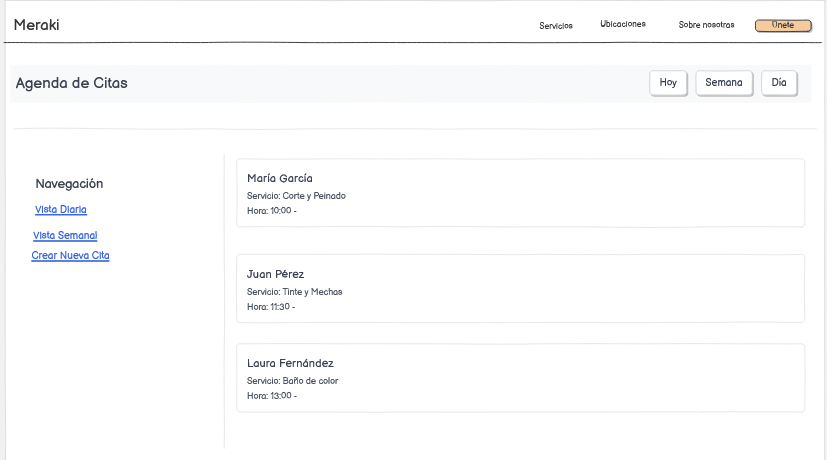 Meraki
Servicios
Ubicaciones
Sobre nosotras
Únete
Agenda de Citas
Hoy
Semana
Día
Navegación
Vista Diaria
Vista Semanal
Crear Nueva Cita
María García
Servicio: Corte y Peinado
Hora: 10:00 -
Juan Pérez
Servicio: Tinte y Mechas
Hora: 11:30 -
Laura Fernández
Servicio: Baño de color
Hora: 13:00 -